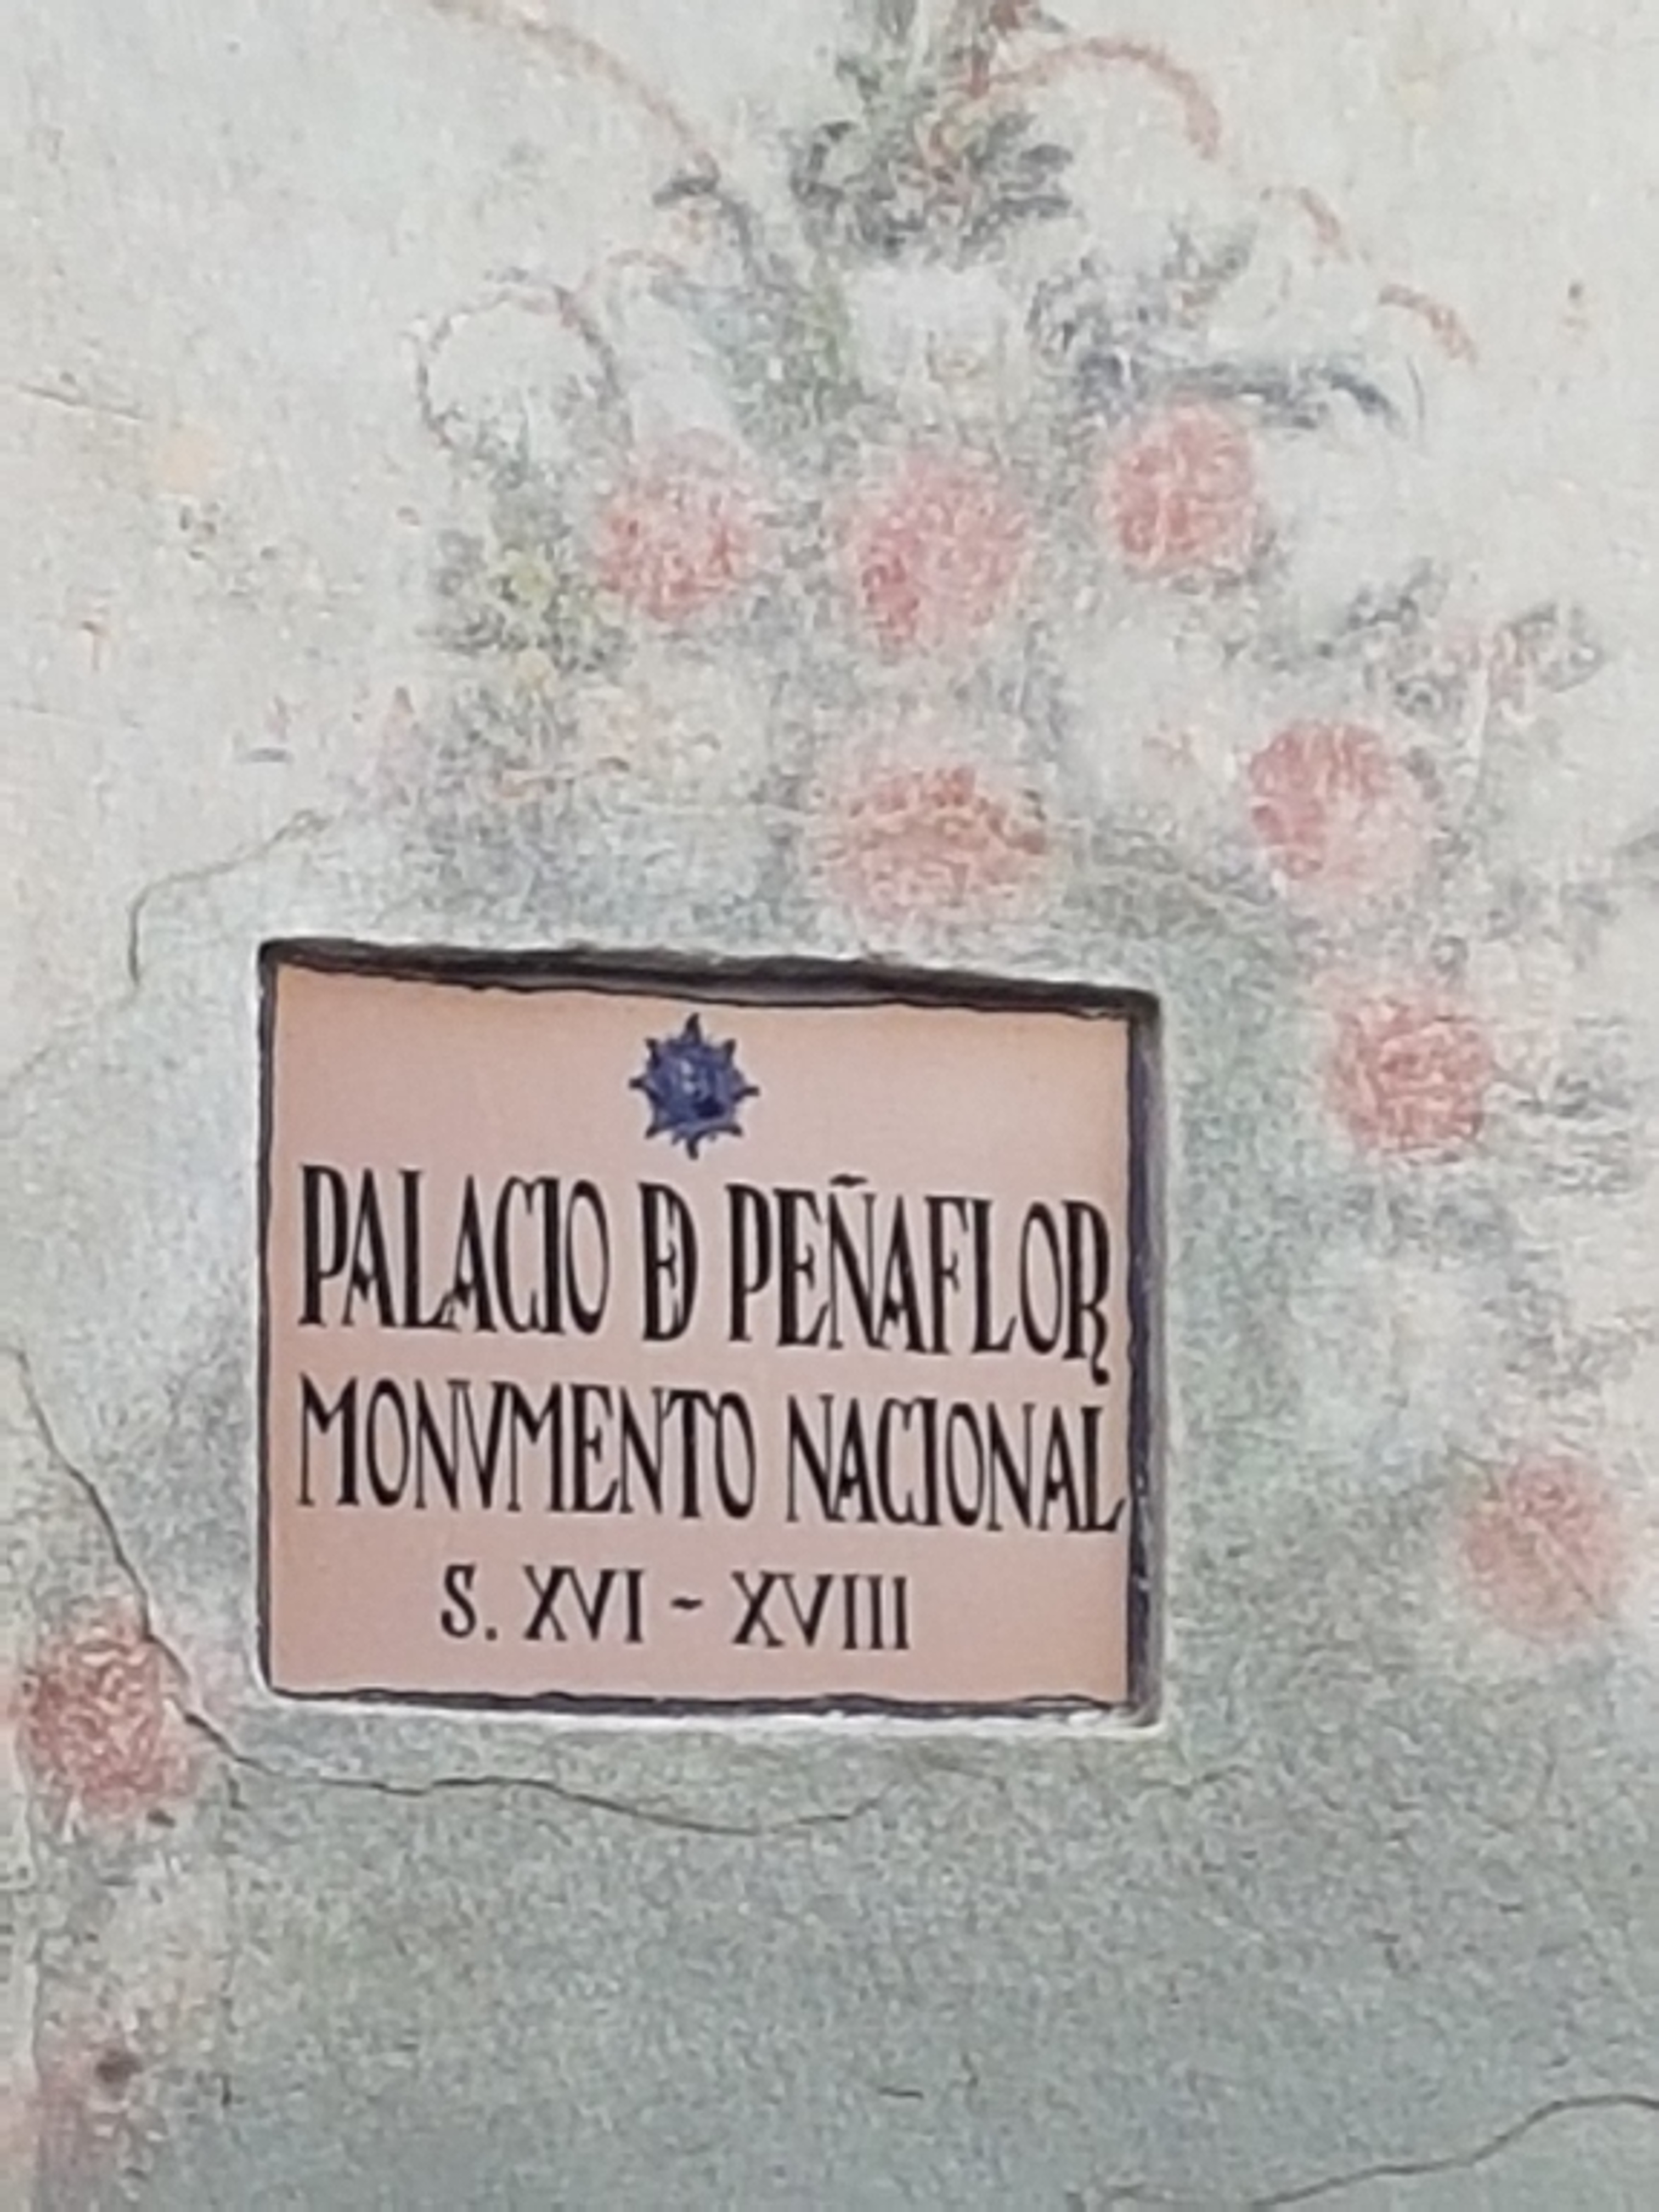 PALACIO DE PEÑAFLOR
MONVMENTO NACIONAL
S. XVI - XVIII